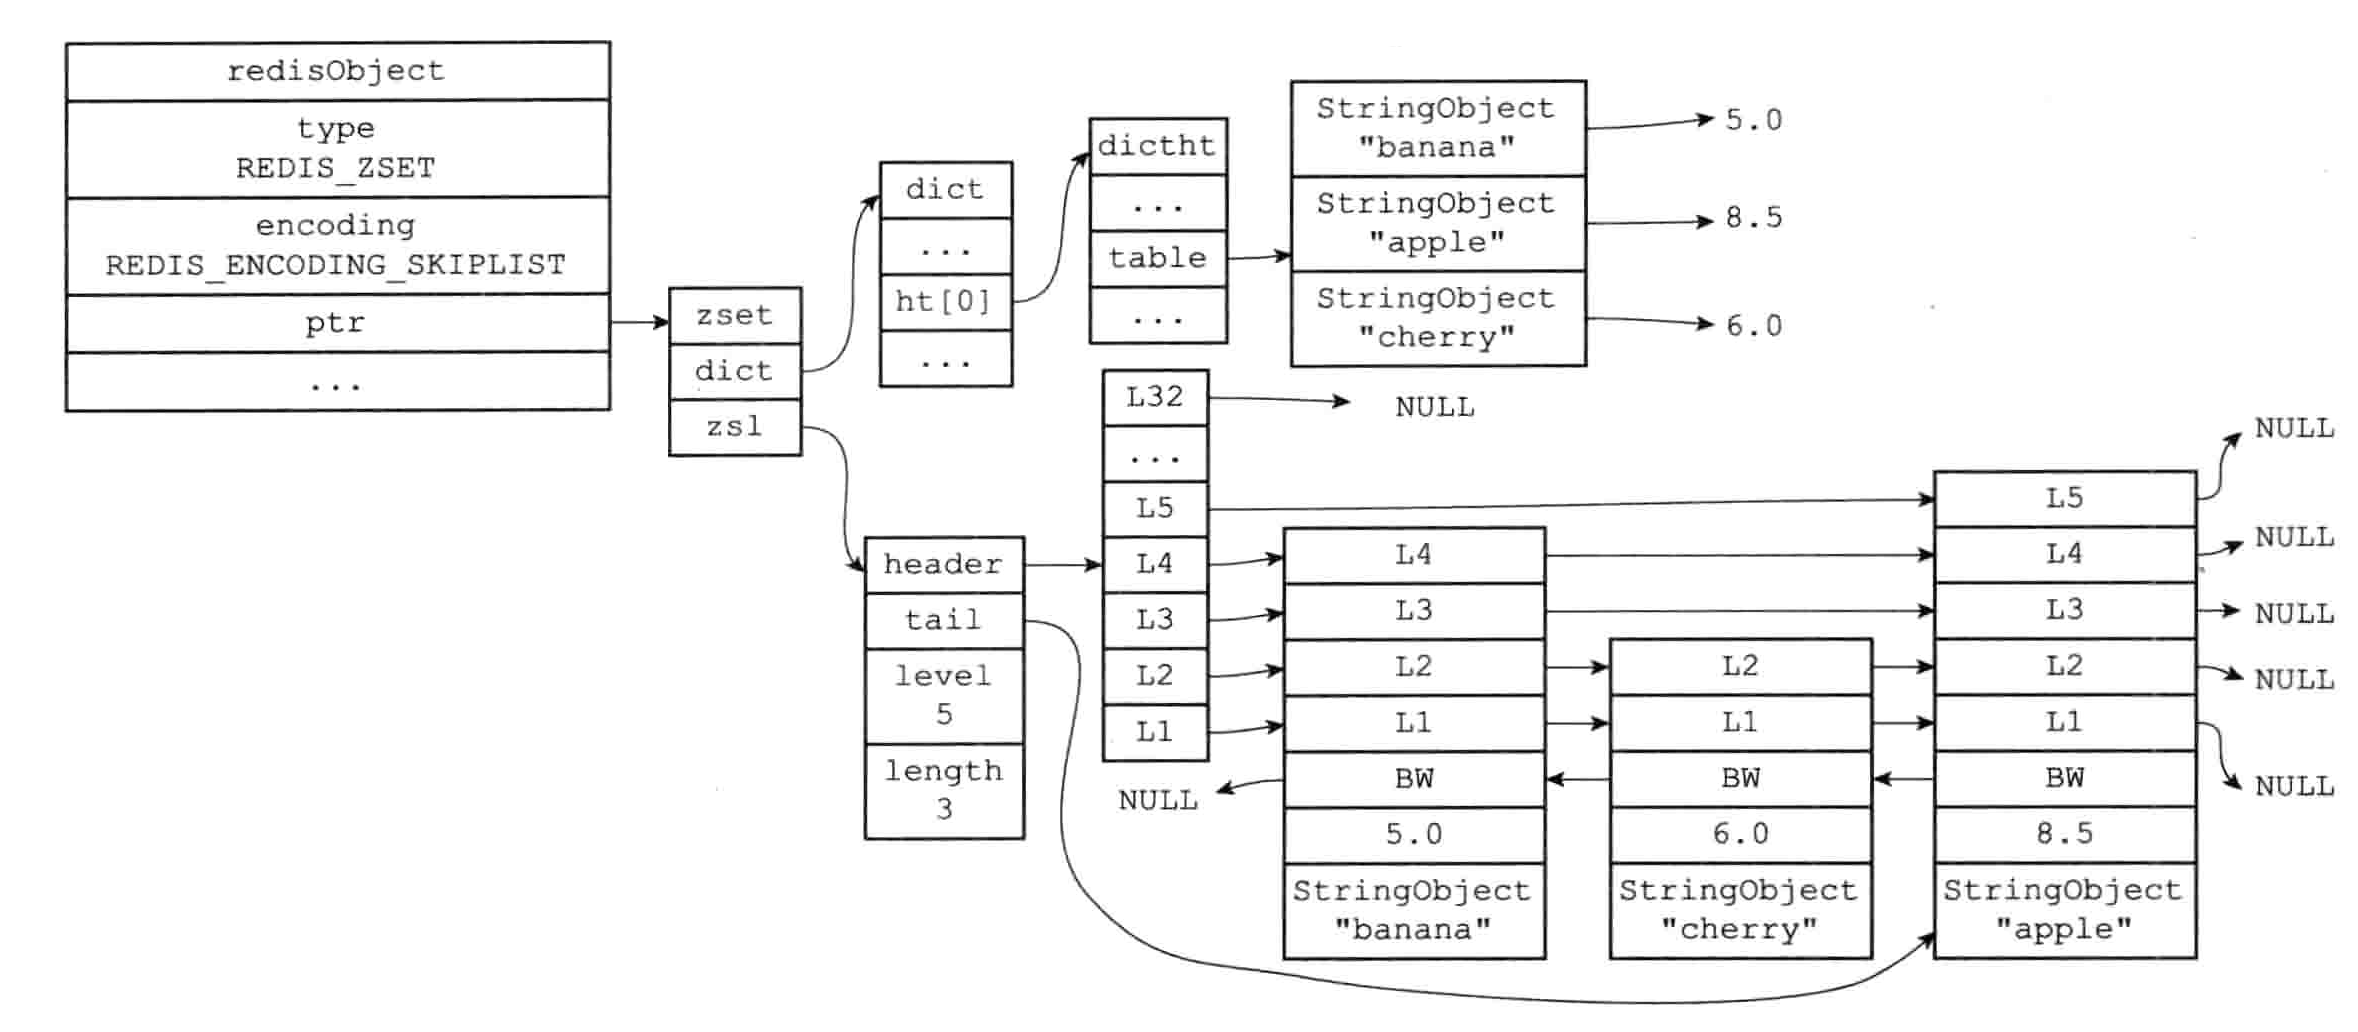 redisObject
type
REDIS_ZSET
encoding
REDIS_ENCODING_SKIPLIST
ptr
...
zset
dict
zsl
dict
...
ht[0]
...
dictht
...
table
...
StringObject
"banana"
StringObject
"apple"
StringObject
"cherry"
5.0
8.5
6.0
header
tail
level
5
length
3
L32
...
L5
L4
L3
L2
L1
NULL
NULL
L4
L3
L2
L1
BW
5.0
StringObject
"banana"
L2
L1
BW
6.0
StringObject
"cherry"
L5
L4
L3
L2
L1
BW
8.5
StringObject
"apple"
NULL
NULL
NULL
NULL
NULL